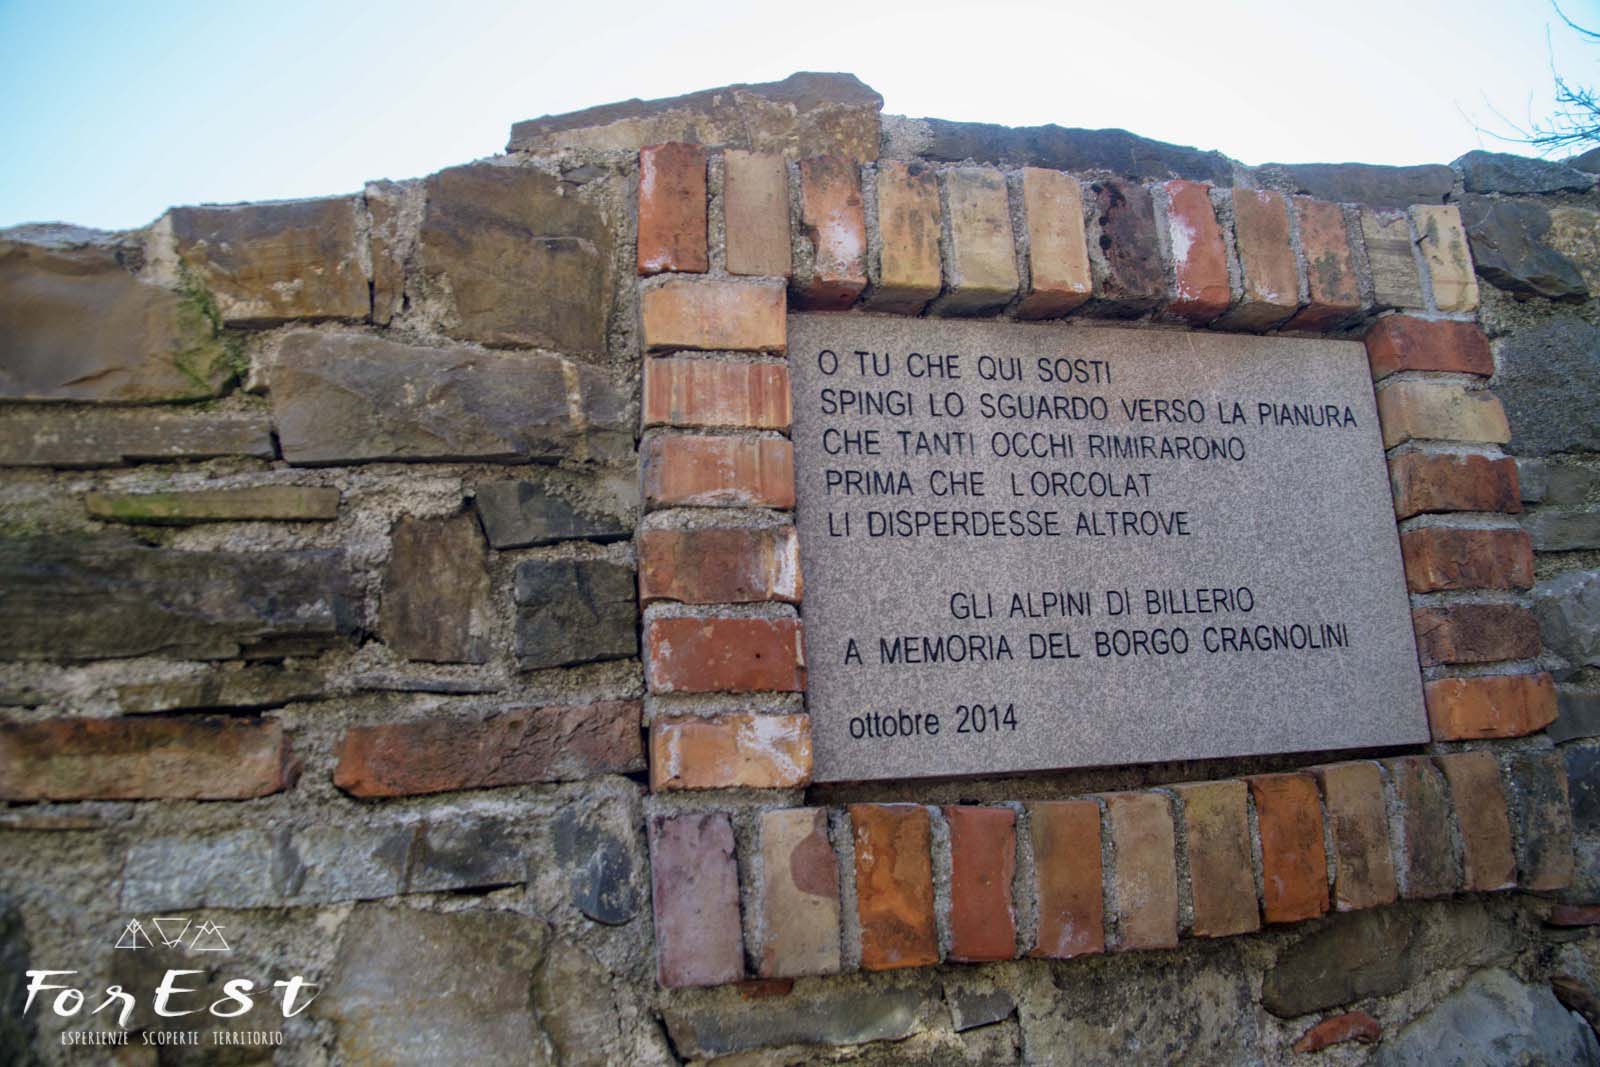 O TU CHE QUI SOSTI
SPINGI LO SGUARDO VERSO LA PIANURA
CHE TANTI OCCHI RIMIRARONO
PRIMA CHE L'ORCOLAT
LI DISPERDESSE ALTROVE
GLI ALPINI DI BILLERIO
A MEMORIA DEL BORGO CRAGNOLINI
ottobre 2014
ForEst
ESPERIENZE SCOPERTE TERRITORIO